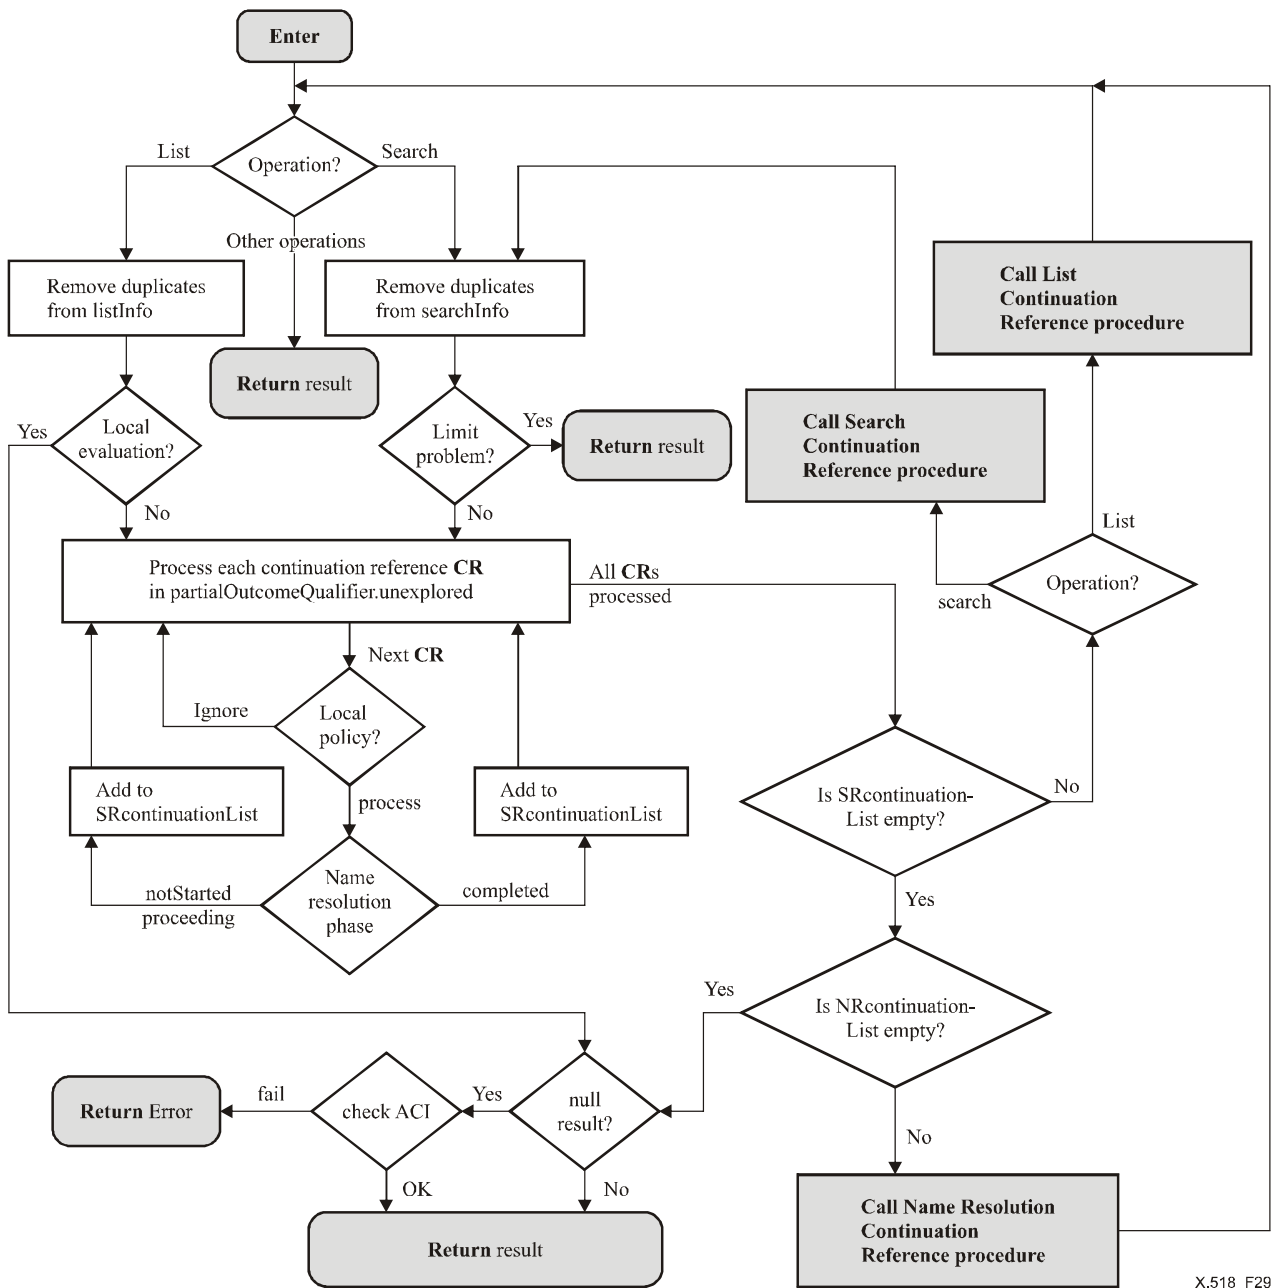 Enter
List
Operation?
Search
Other operations
Remove duplicates
from listInfo
Remove duplicates
from searchInfo
Call List
Continuation
Reference procedure
Return result
Yes
Local
evaluation?
No
Limit
problem?
Yes
No
Return result
Call Search
Continuation
Reference procedure
List
Operation?
search
Process each continuation reference CR
in partialOutcomeQualifier.unexplored
All CRs
processed
Next CR
Ignore
Local
policy?
Add to
SRcontinuationList
process
Add to
SRcontinuationList
Is SRcontinuation-
List empty?
No
notStarted
proceeding
Name
resolution
phase
completed
Yes
Yes
Is NRcontinuation-
List empty?
Return Error
fail
check ACI
Yes
null
result?
No
OK
No
Return result
Call Name Resolution
Continuation
Reference procedure
X.518_F29